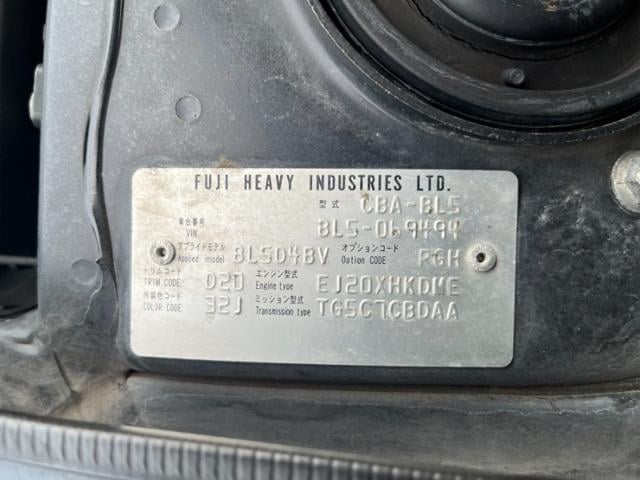 FUJI HEAVY INDUSTRIES LTD.
型式 CBA-BL5
車台番号 VIN BL5-069494
アプライドモデル Applied model BL5D4BV オプションコード Option CODE PGH
トリムコード TRIM CODE D20 エンジン型式 Engine type EJ20XHKDME
外装色コード COLOR CODE 32J ミッション型式 Transmission type TG5C7CBDAA